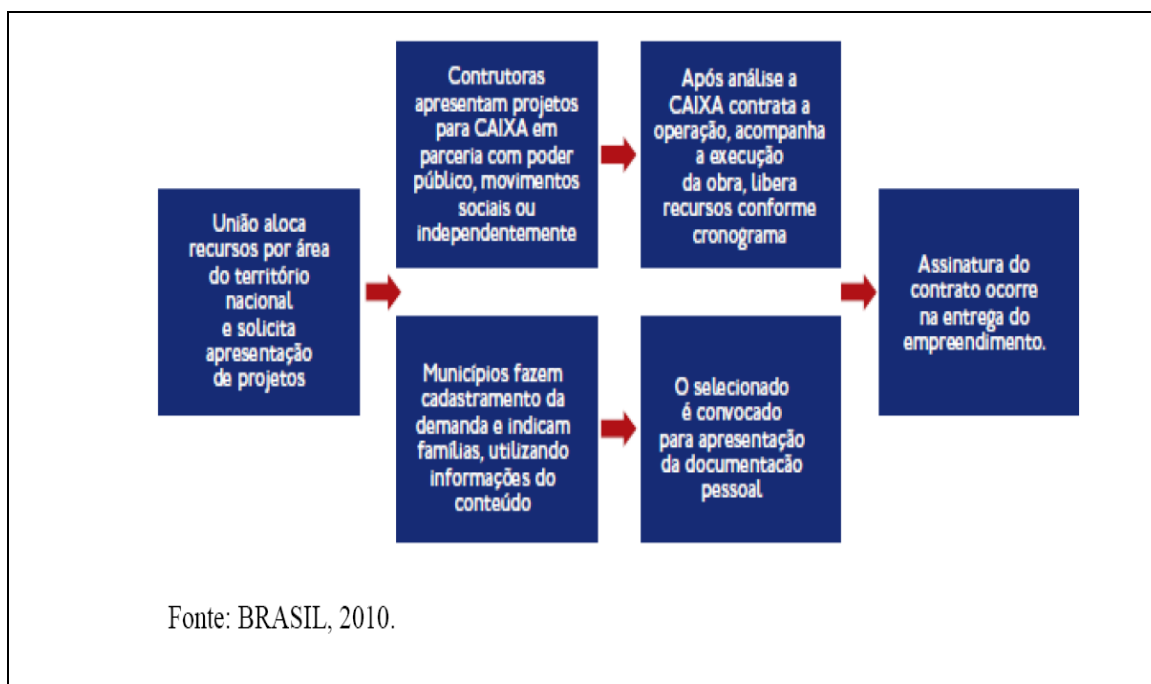 União aloca
recursos por área
do território
nacional
e solicita
apresentação
de projetos
Contrutoras
apresentam projetos
para CAIXA em
parceria com poder
público, movimentos
sociais ou
independentemente
Após análise a
CAIXA contrata a
operação, acompanha
a execução
da obra, libera
recursos conforme
cronograma
Municípios fazem
cadastramento da
demanda e indicam
famílias, utilizando
informações do
conteúdo
O selecionado
é convocado
para apresentação
da documentacão
pessoal
Assinatura do
contrato ocorre
na entrega do
empreendimento.
Fonte: BRASIL, 2010.